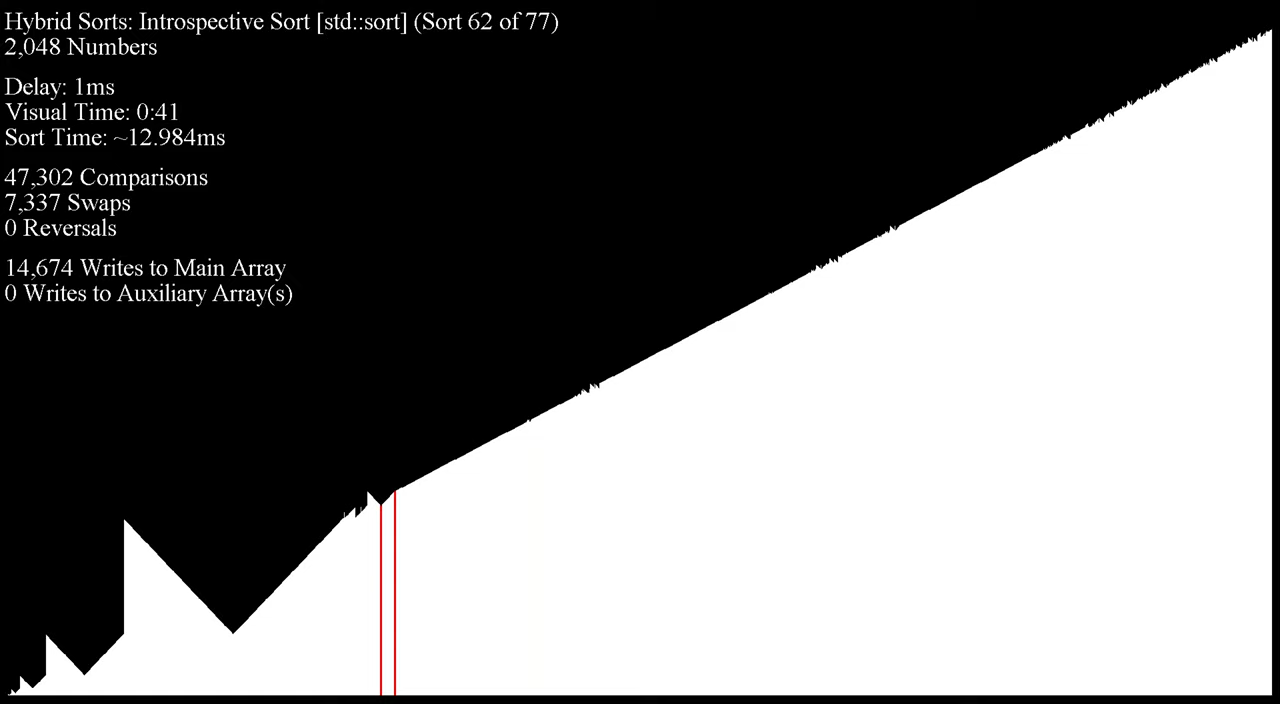 Hybrid Sorts: Introspective Sort [std::sort] (Sort 62 of 77)
2,048 Numbers
Delay: 1ms
Visual Time: 0:41
Sort Time: ~12.984ms
47,302 Comparisons
7,337 Swaps
0 Reversals
14,674 Writes to Main Array
0 Writes to Auxiliary Array(s)